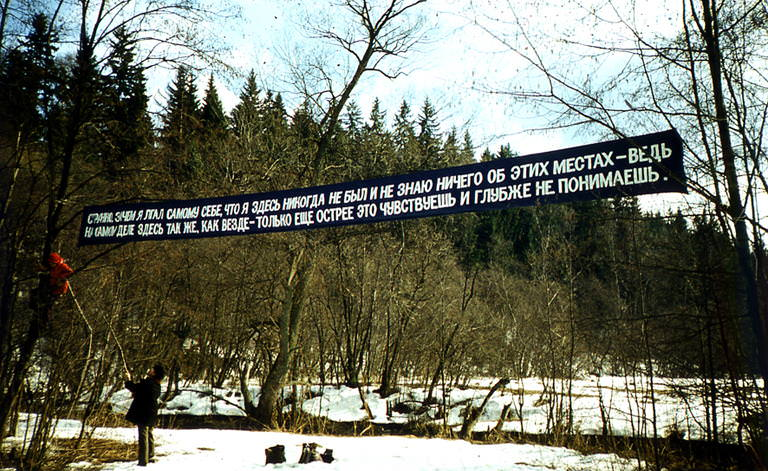 СТРАННО, ЗАЧЕМ Я ЛГАЛ САМОМУ СЕБЕ, ЧТО Я ЗДЕСЬ НИКОГДА НЕ БЫЛ И НЕ ЗНАЮ НИЧЕГО ОБ ЭТИХ МЕСТАХ – ВЕДЬ
НА САМОМ ДЕЛЕ ЗДЕСЬ ТАК ЖЕ, КАК ВЕЗДЕ – ТОЛЬКО ЕЩЕ ОСТРЕЕ ЭТО ЧУВСТВУЕШЬ И ГЛУБЖЕ НЕ ПОНИМАЕШЬ.